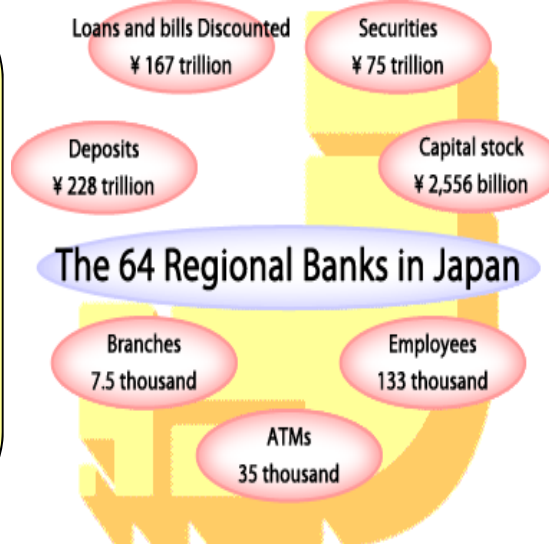 Loans and bills Discounted
¥ 167 trillion
Securities
¥ 75 trillion
Deposits
¥ 228 trillion
Capital stock
¥ 2,556 billion
The 64 Regional Banks in Japan
Branches
7.5 thousand
Employees
133 thousand
ATMs
35 thousand